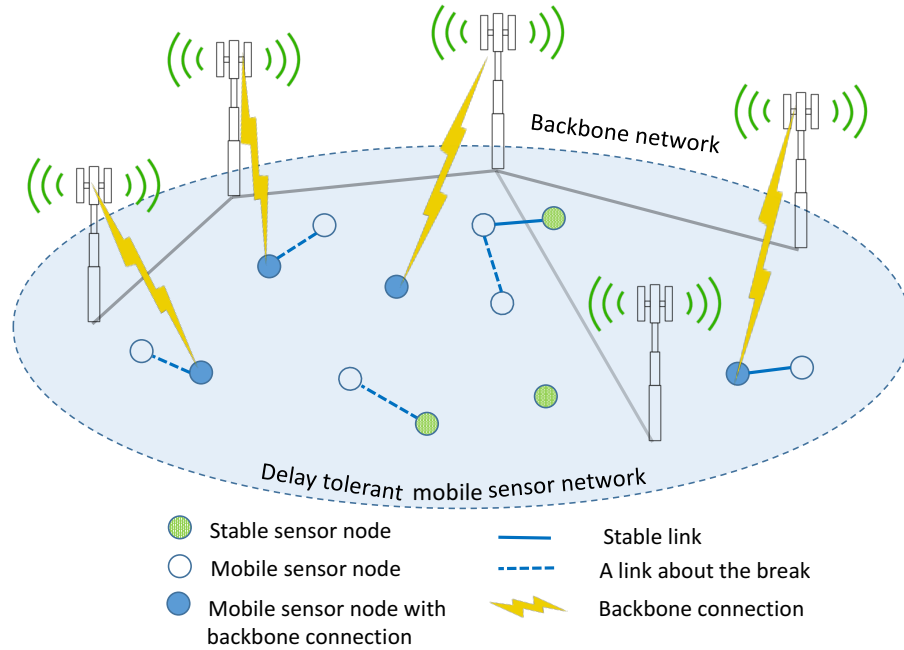 Backbone network
Delay tolerant mobile sensor network
Stable sensor node
Mobile sensor node
Mobile sensor node with
backbone connection
Stable link
A link about the break
Backbone connection